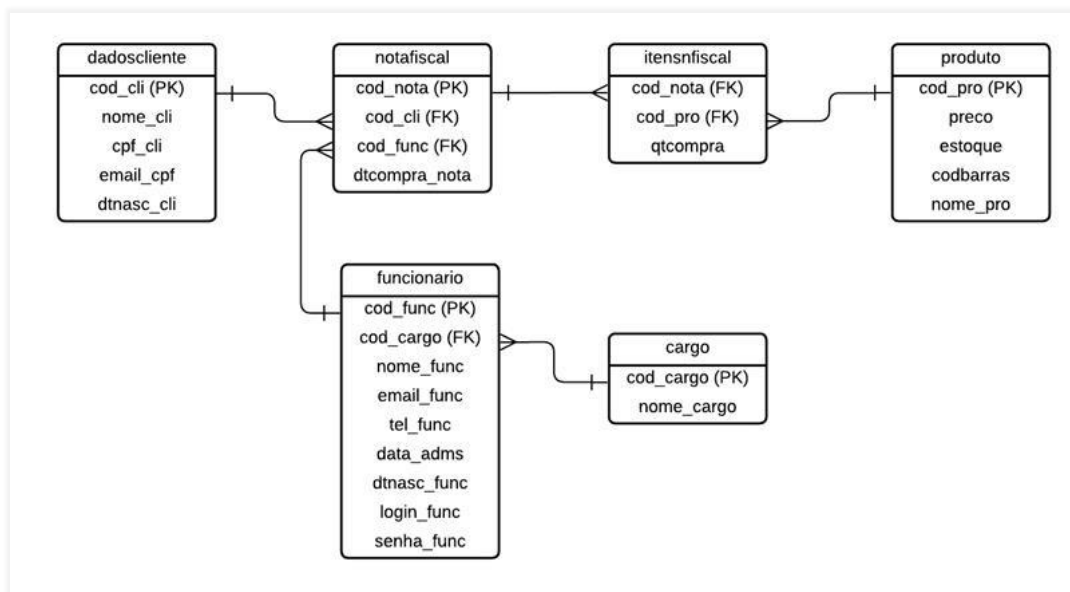 dadoscliente
cod_cli (PK)
nome_cli
cpf_cli
email_cpf
dtnasc_cli
notafiscal
cod_nota (PK)
cod_cli (FK)
cod_func (FK)
dtcompra_nota
itensnfiscal
cod_nota (FK)
cod_pro (FK)
qtcompra
produto
cod_pro (PK)
preco
estoque
codbarras
nome_pro
funcionario
cod_func (PK)
cod_cargo (FK)
nome_func
email_func
tel_func
data_adms
dtnasc_func
login_func
senha_func
cargo
cod_cargo (PK)
nome_cargo